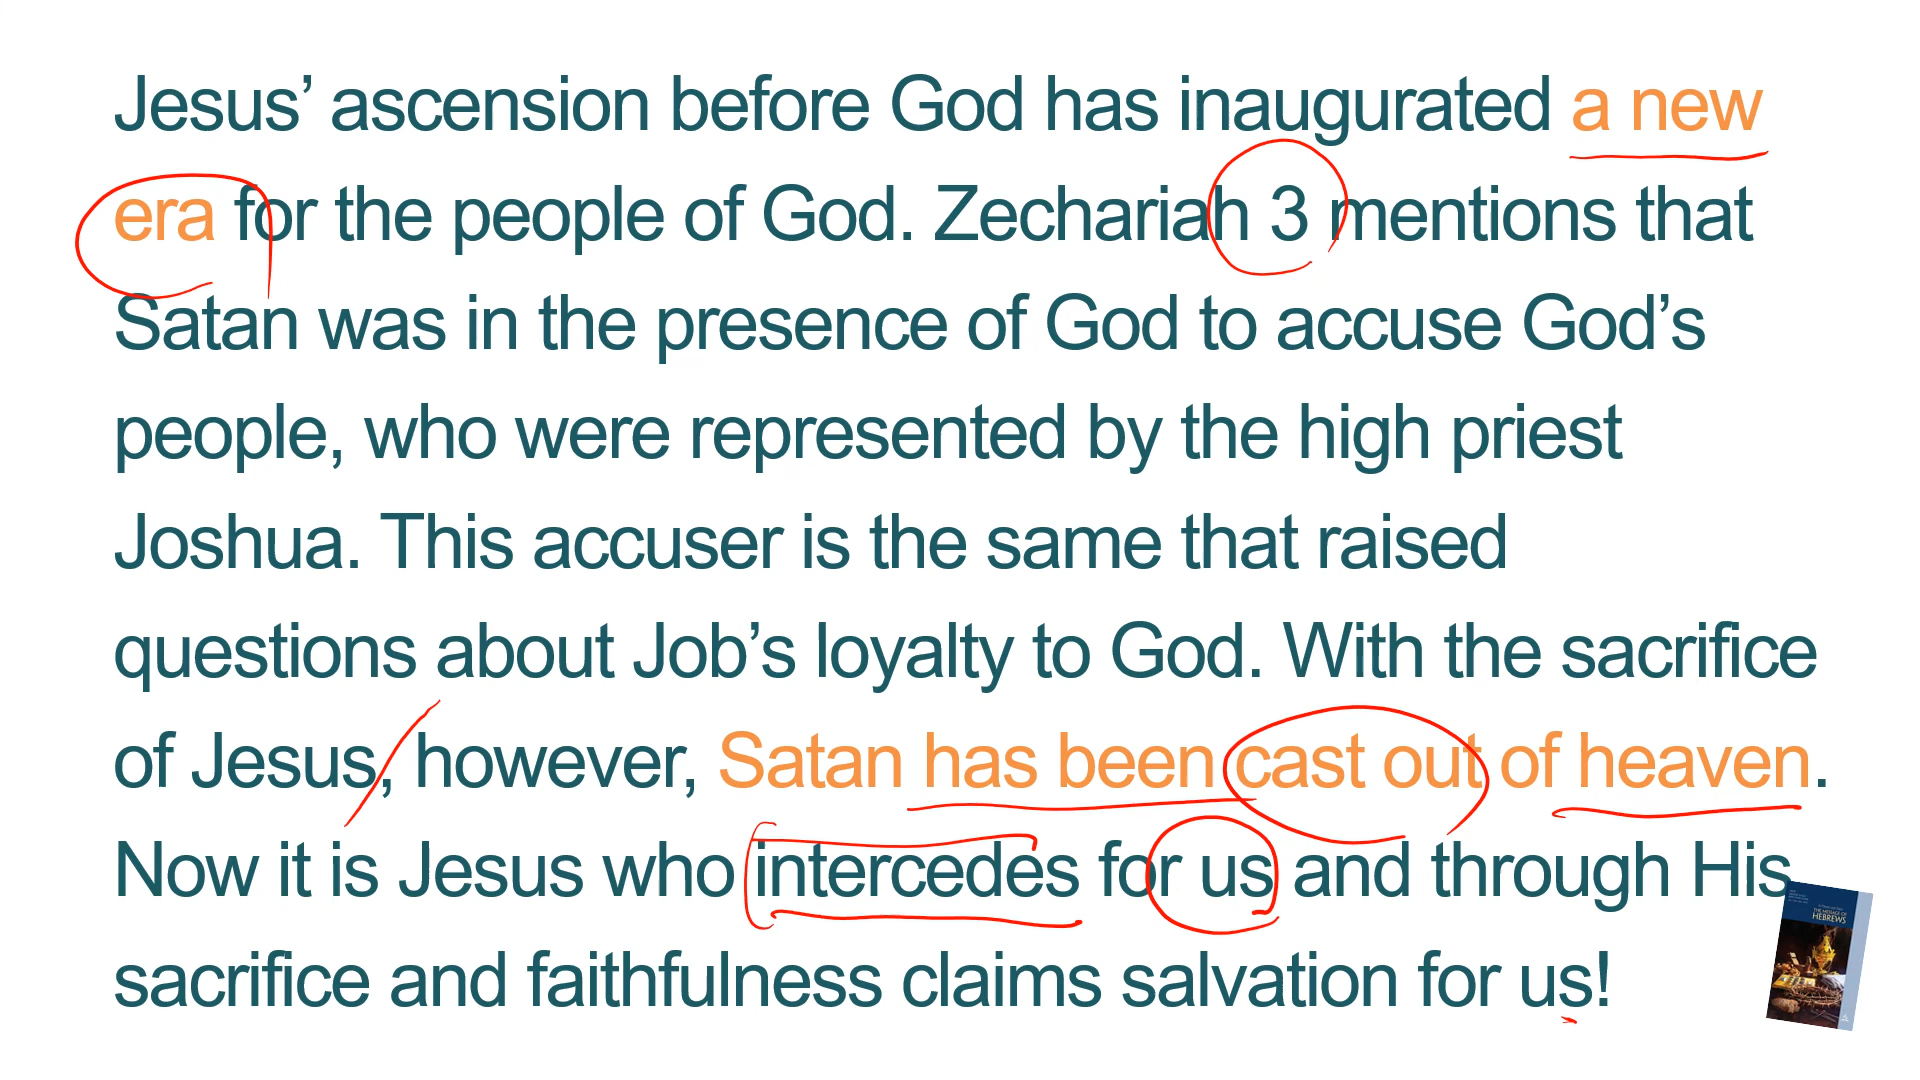 Jesus’ ascension before God has inaugurated a new
era for the people of God. Zechariah 3 mentions that
Satan was in the presence of God to accuse God’s
people, who were represented by the high priest
Joshua. This accuser is the same that raised
questions about Job’s loyalty to God. With the sacrifice
of Jesus, however, Satan has been cast out of heaven.
Now it is Jesus who intercedes for us and through His
sacrifice and faithfulness claims salvation for us!
THE MESSAGE OF
HEBREWS